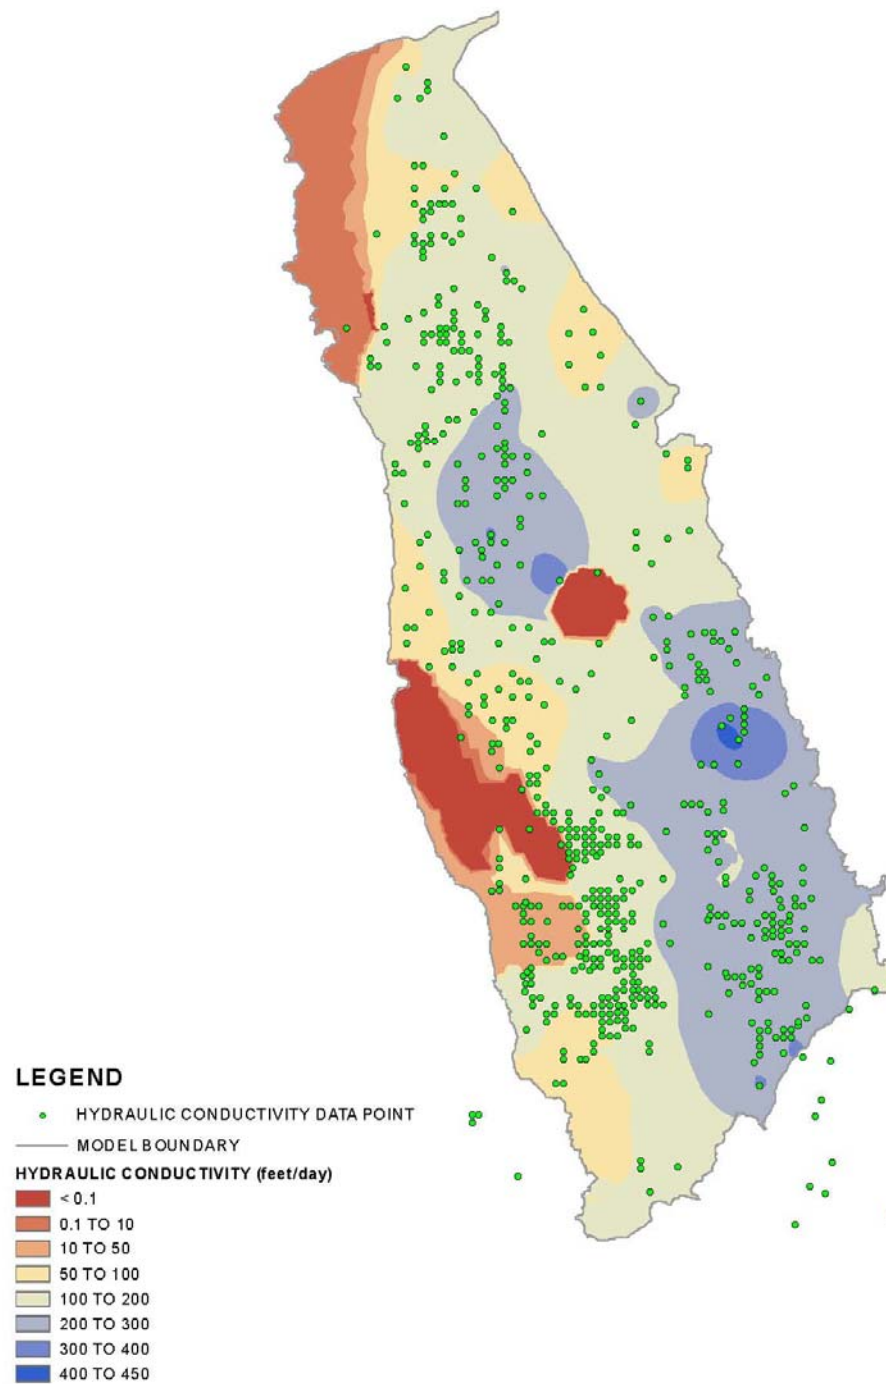 LEGEND
HYDRAULIC CONDUCTIVITY DATA POINT
MODEL BOUNDARY
HYDRAULIC CONDUCTIVITY (feet/day)
< 0.1
0.1 TO 10
10 TO 50
50 TO 100
100 TO 200
200 TO 300
300 TO 400
400 TO 450